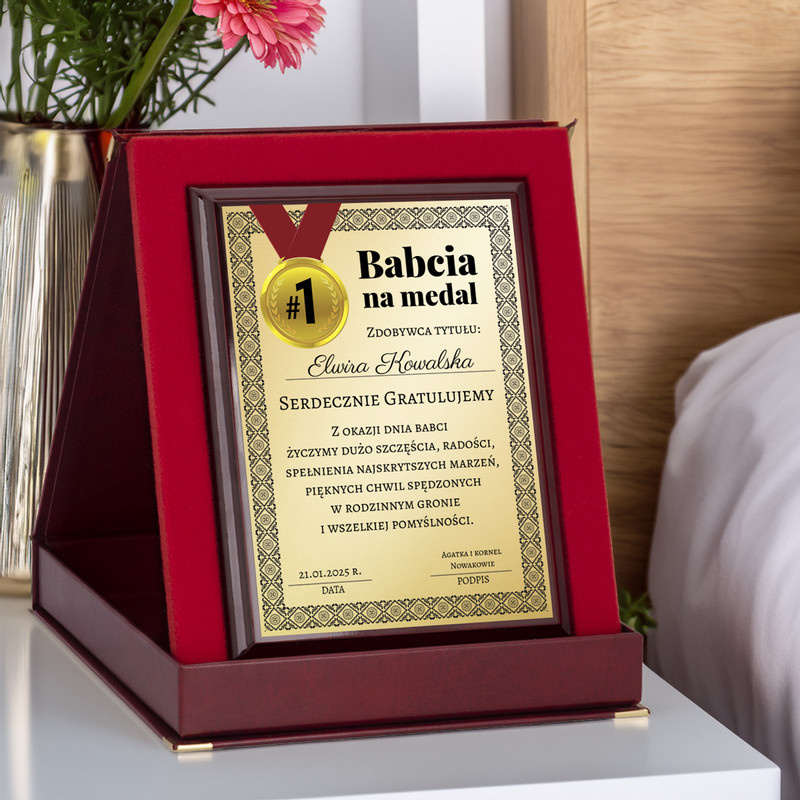 #1
Babcia
na medal
Zdobywca tytułu:
Elwira Kowalska
Serdecznie Gratulujemy
Z okazji dnia babci
życzymy dużo szczęścia, radości,
spełnienia najskrytszych marzeń,
pięknych chwil spędzonych
w rodzinnym gronie
i wszelkiej pomyślności.
21.01.2025 r.
DATA
Agatka i kornel
Nowakowie
PODPIS